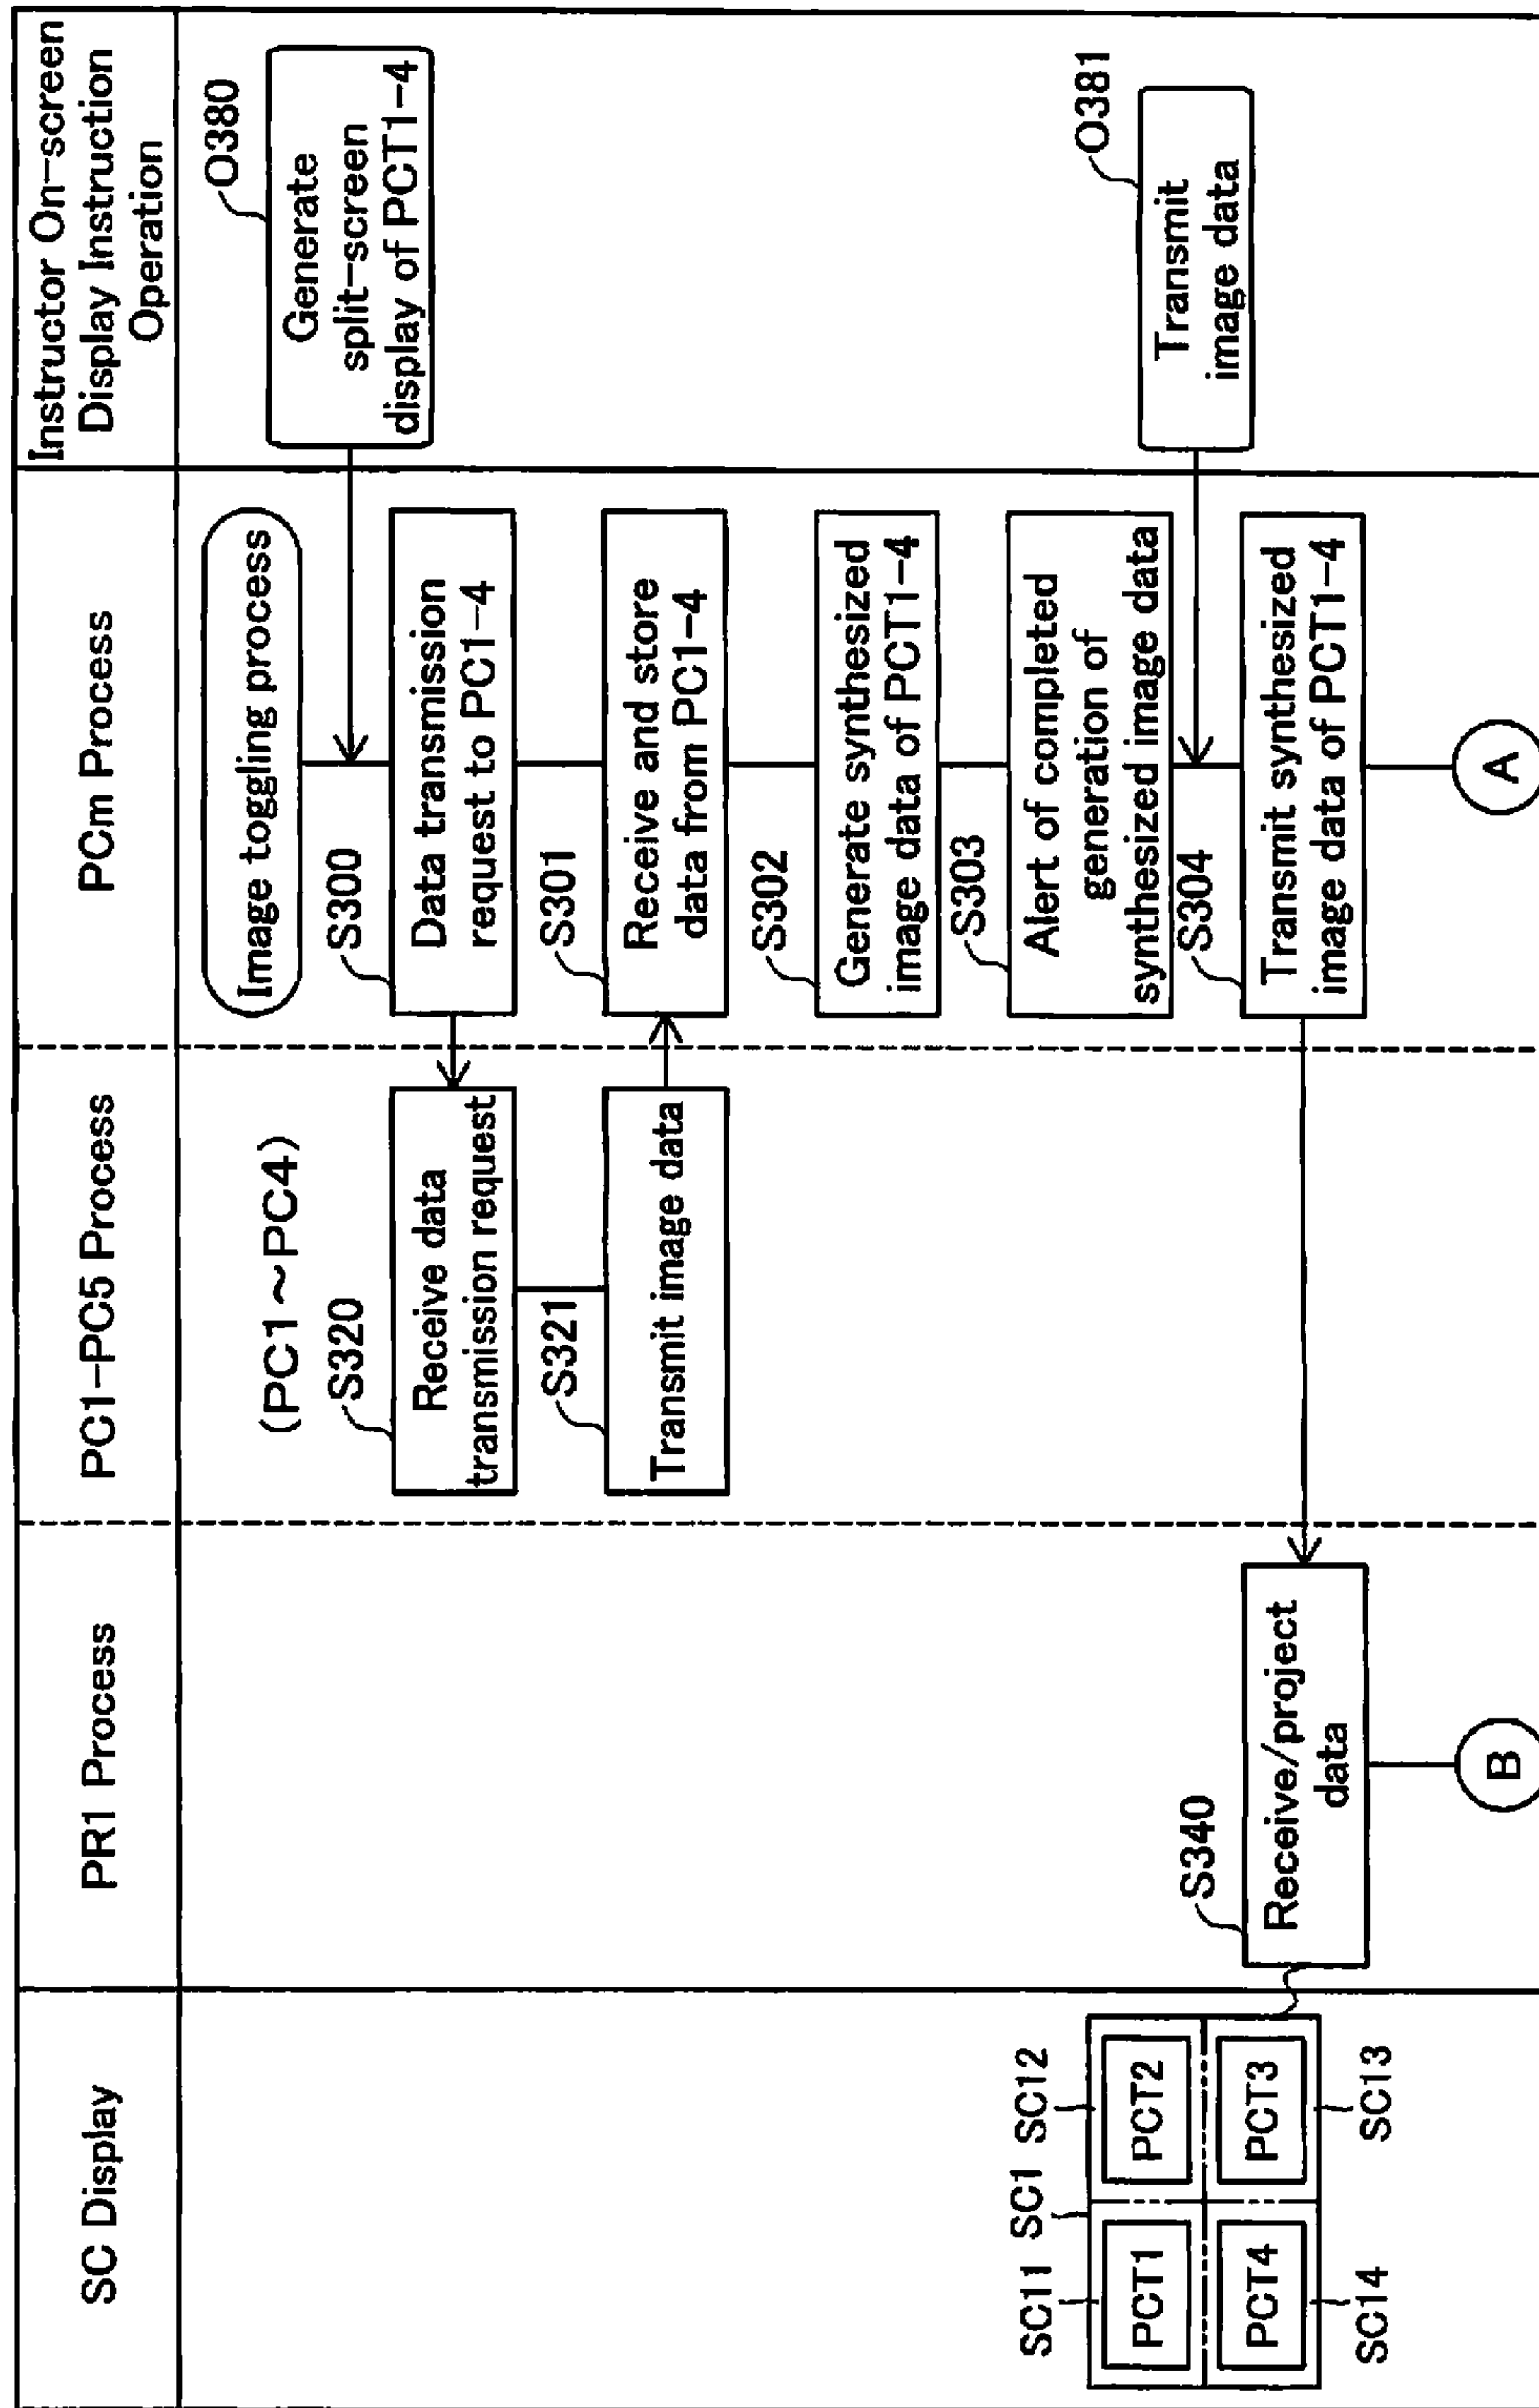 SC Display
PR1 Process
PC1-PC5 Process
PCm Process
Instructor On-screen
Display Instruction
Operation
Image toggling process
O380
Generate
split-screen
display of PCT1-4
(PC1~PC4)
S320
Receive data
transmission request
S300
Data transmission
request to PC1-4
S321
Transmit image data
S301
Receive and store
data from PC1-4
S302
Generate synthesized
image data of PCT1-4
S303
Alert of completed
generation of
synthesized image data
O381
Transmit
image data
SC11
SC1
SC12
PCT1
PCT2
PCT4
PCT3
SC14
SC13
S340
Receive/project
data
S304
Transmit synthesized
image data of PCT1-4
B
A